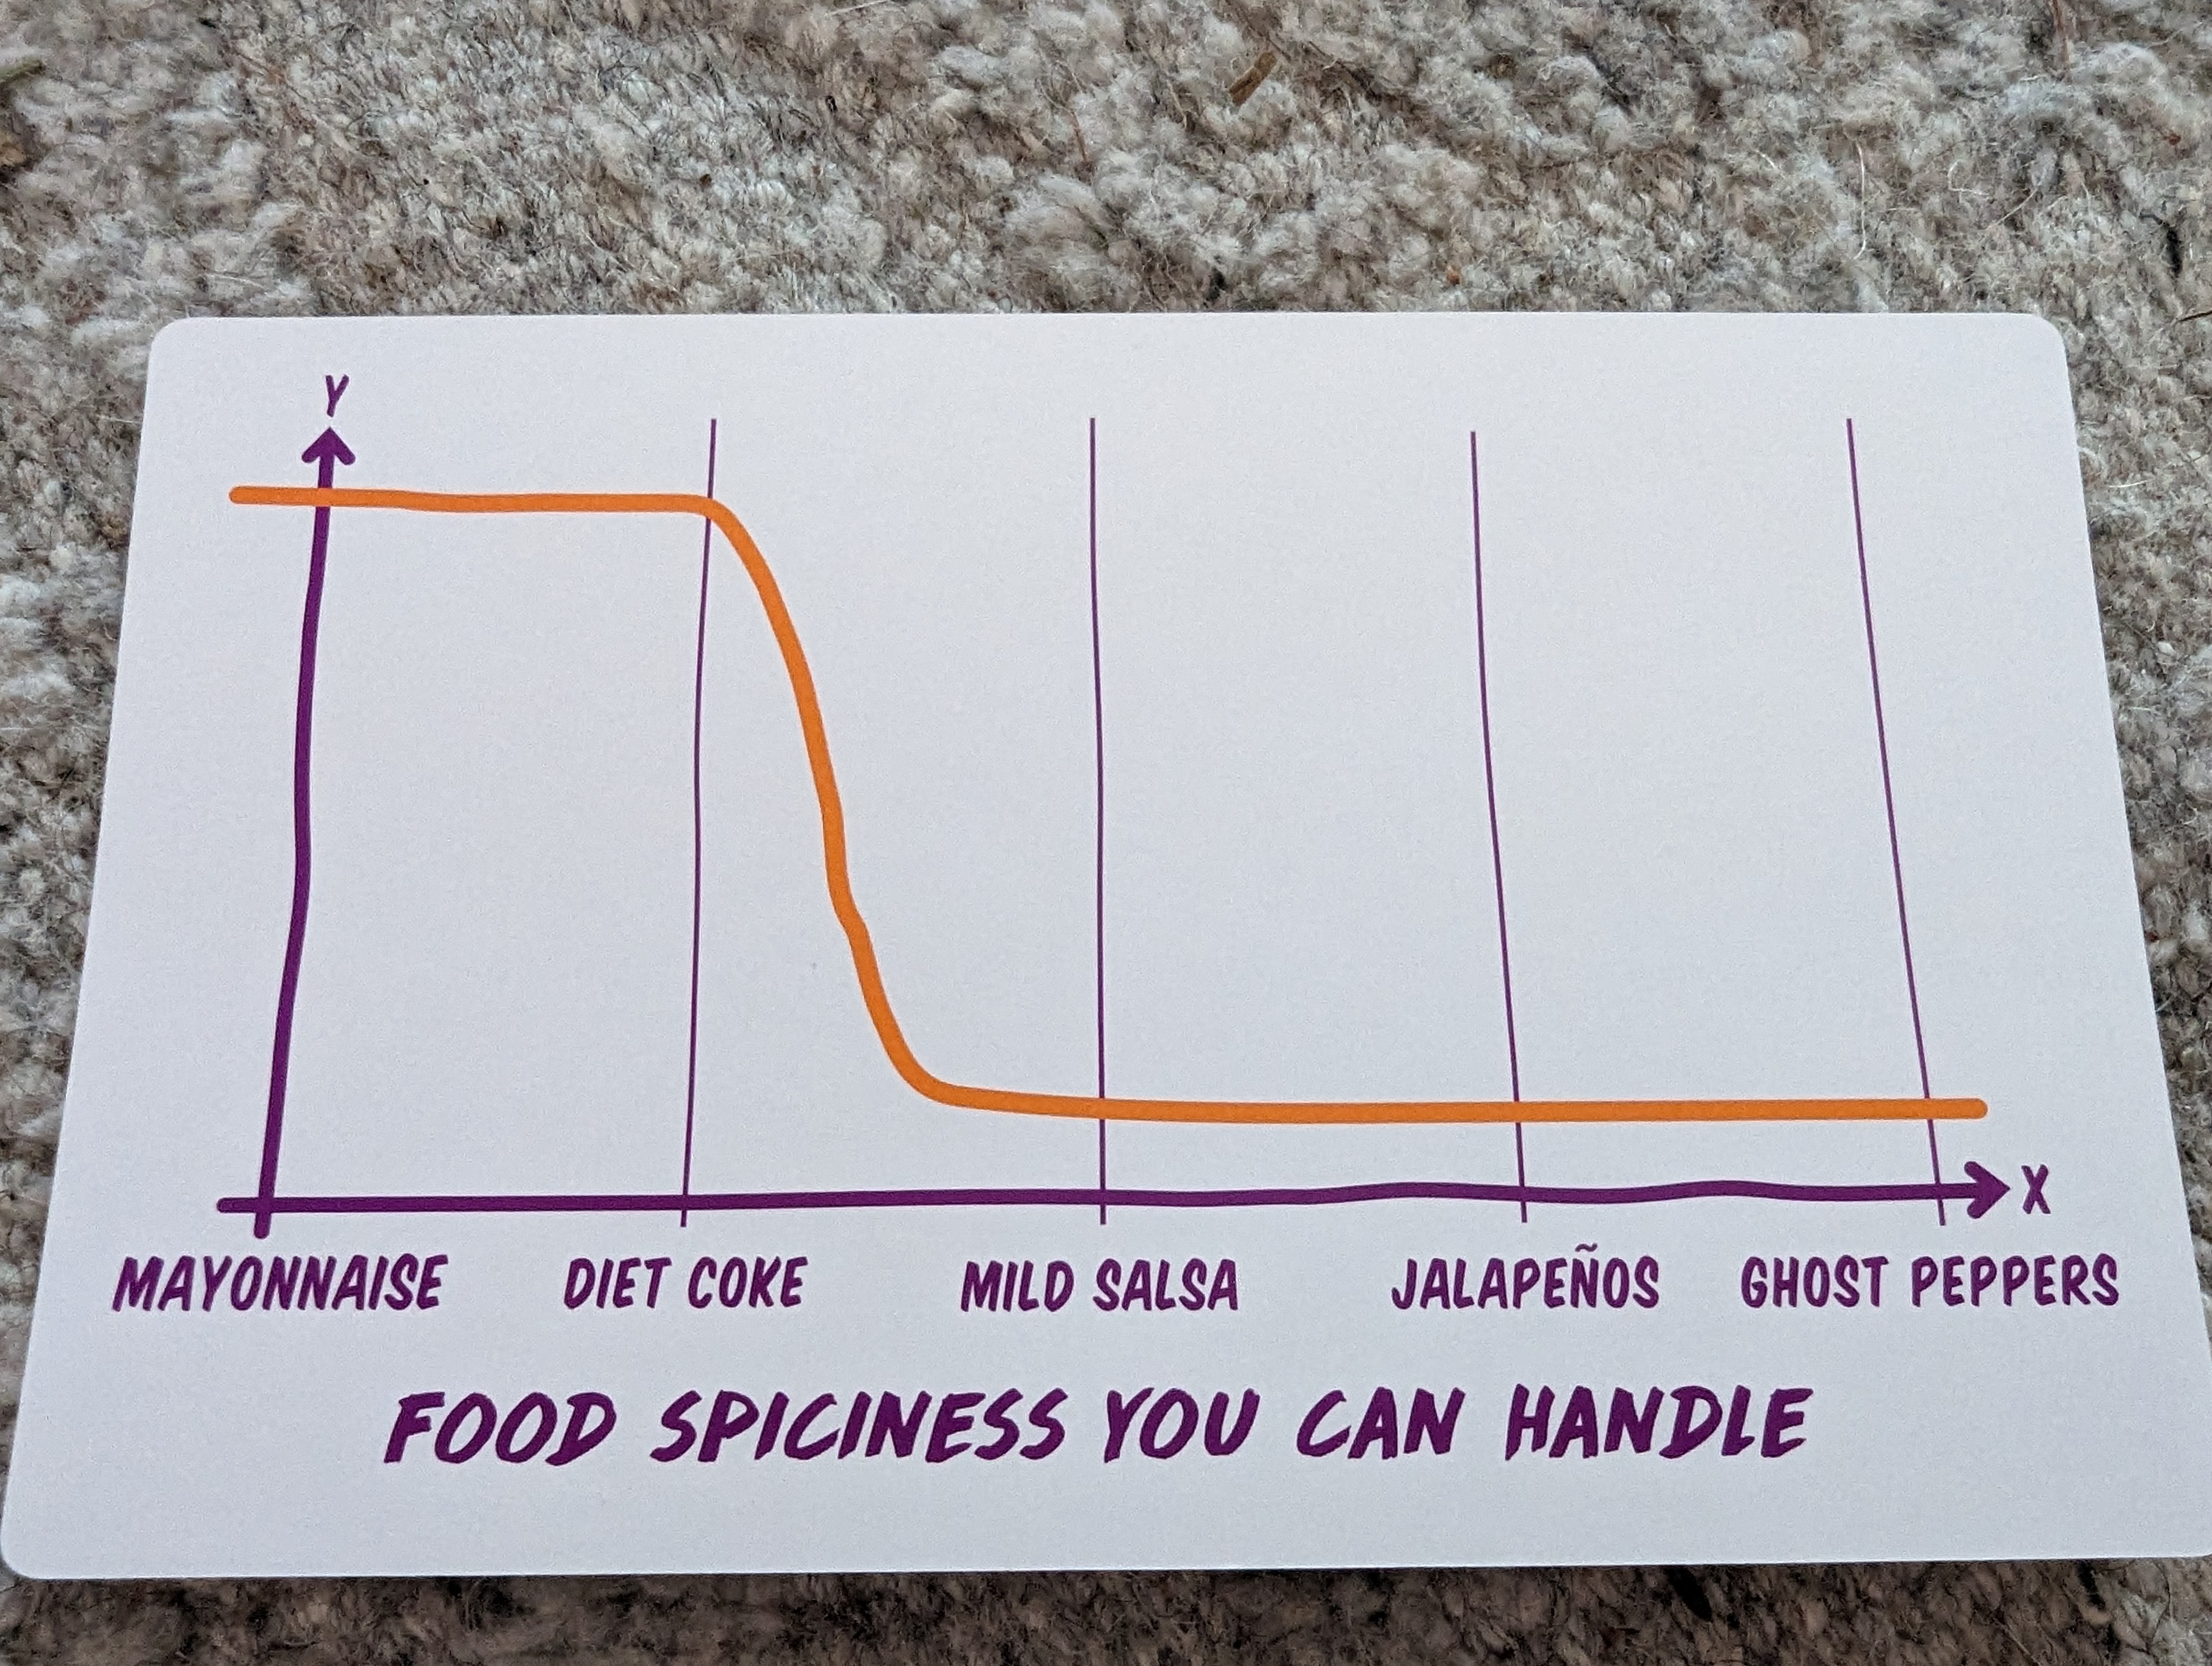 Y
X
MAYONNAISE DIET COKE MILD SALSA JALAPEÑOS GHOST PEPPERS
FOOD SPICINESS YOU CAN HANDLE